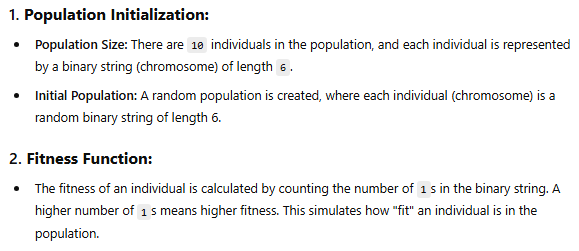 1. Population Initialization:
• Population Size: There are 10 individuals in the population, and each individual is represented
by a binary string (chromosome) of length 6 .
• Initial Population: A random population is created, where each individual (chromosome) is a
random binary string of length 6.
2. Fitness Function:
• The fitness of an individual is calculated by counting the number of 1 s in the binary string. A
higher number of 1 s means higher fitness. This simulates how "fit" an individual is in the
population.